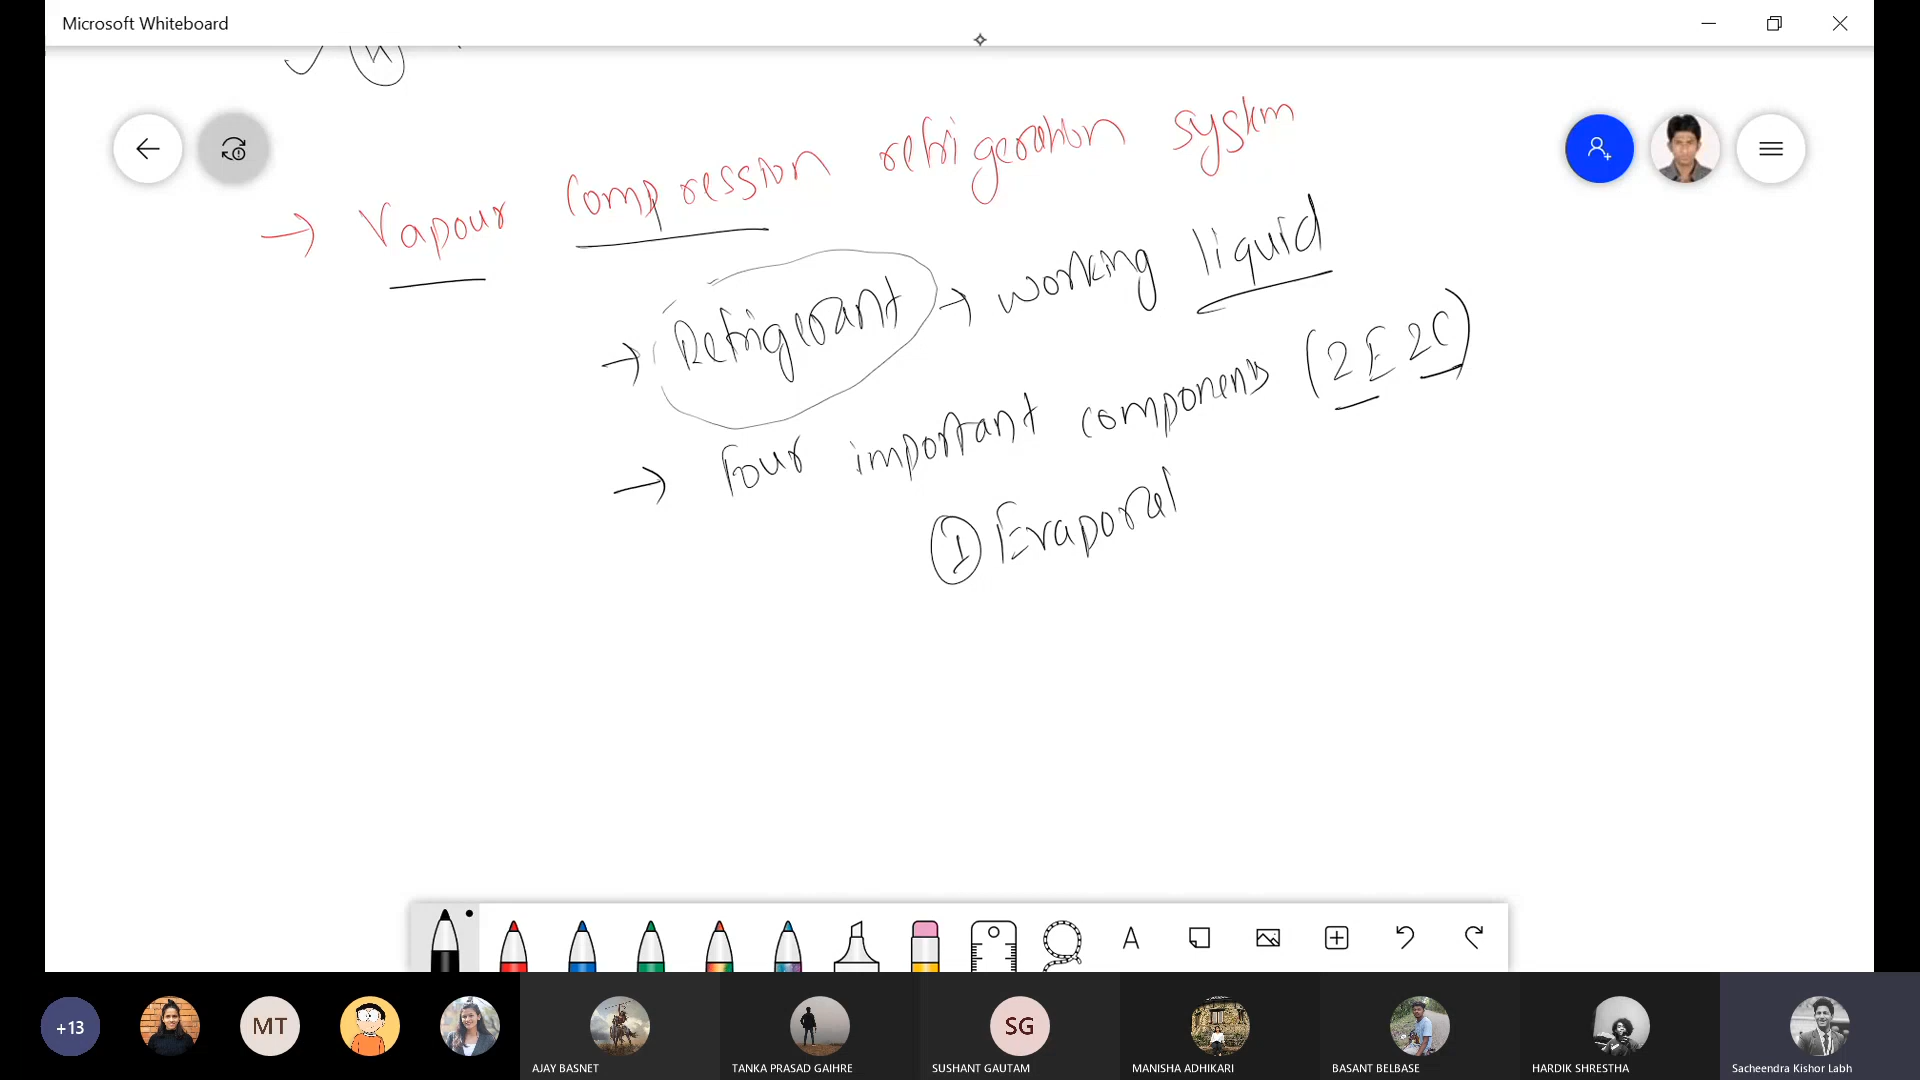 Microsoft Whiteboard
→ Vapour Compression refrigeration system
→ Refrigerant → working liquid
→ Four important components (2E 2C)
① Evaporat
A
+13
MT
SG
AJAY BASNET
TANKA PRASAD GAIHRE
SUSHANT GAUTAM
MANISHA ADHIKARI
BASANT BELBASE
HARDIK SHRESTHA
Sacheendra Kishor Labh